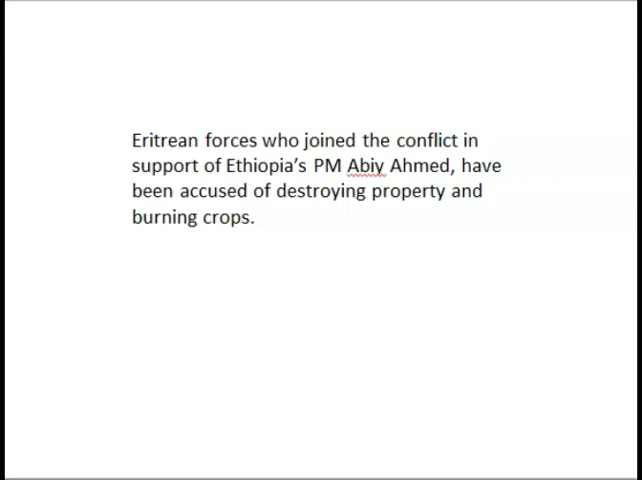 Eritrean forces who joined the conflict in
support of Ethiopia’s PM Abiy Ahmed, have
been accused of destroying property and
burning crops.